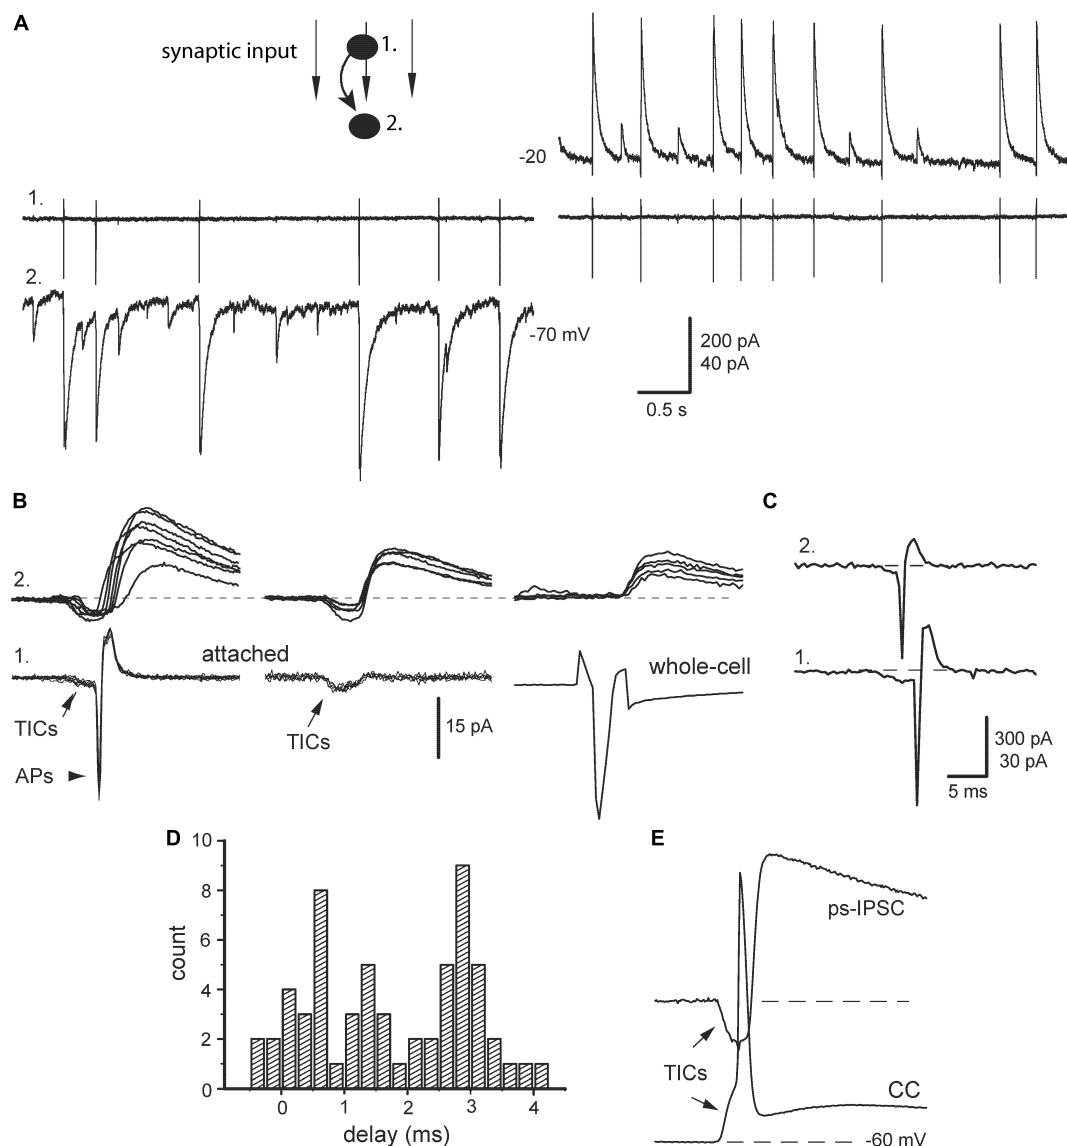 A
synaptic input
1.
2.
-20
1.
2.
-70 mV
200 pA
40 pA
0.5 s
B
C
2.
2.
1.
attached
whole-cell
1.
TICs
TICs
15 pA
APs
300 pA
30 pA
5 ms
D
E
10
8
6
4
2
0
count
0
1
2
3
4
delay (ms)
ps-IPSC
TICs
CC
-60 mV